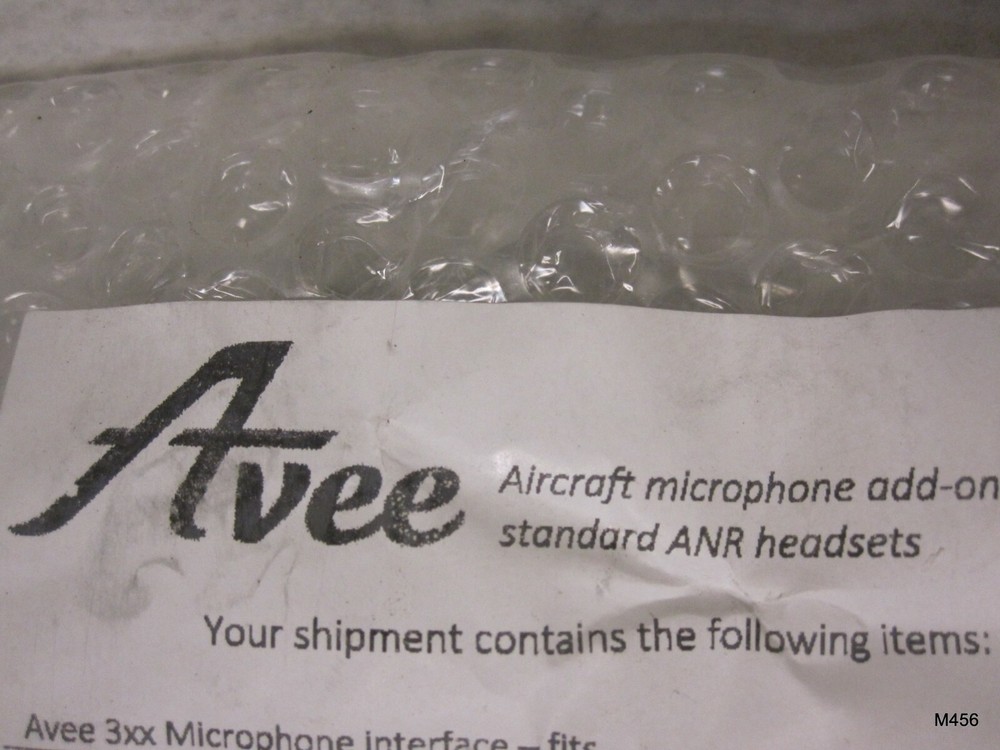 Avee
Aircraft microphone add-on
standard ANR headsets
Your shipment contains the following items:
Avee 3xx Microphone interface – fits
M456